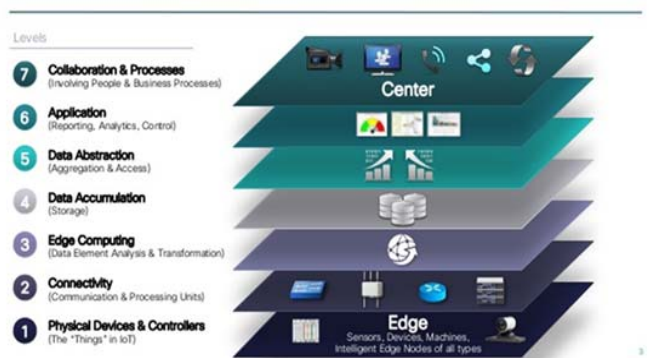 Levels
7 Collaboration & Processes
(Involving People & Business Processes)
6 Application
(Reporting, Analytics, Control)
5 Data Abstraction
(Aggregation & Access)
4 Data Accumulation
(Storage)
3 Edge Computing
(Data Element Analysis & Transformation)
2 Connectivity
(Communication & Processing Units)
1 Physical Devices & Controllers
(The "Things" in IoT)
Center
Edge
Sensors, Devices, Machines,
Intelligent Edge Nodes of all types
3